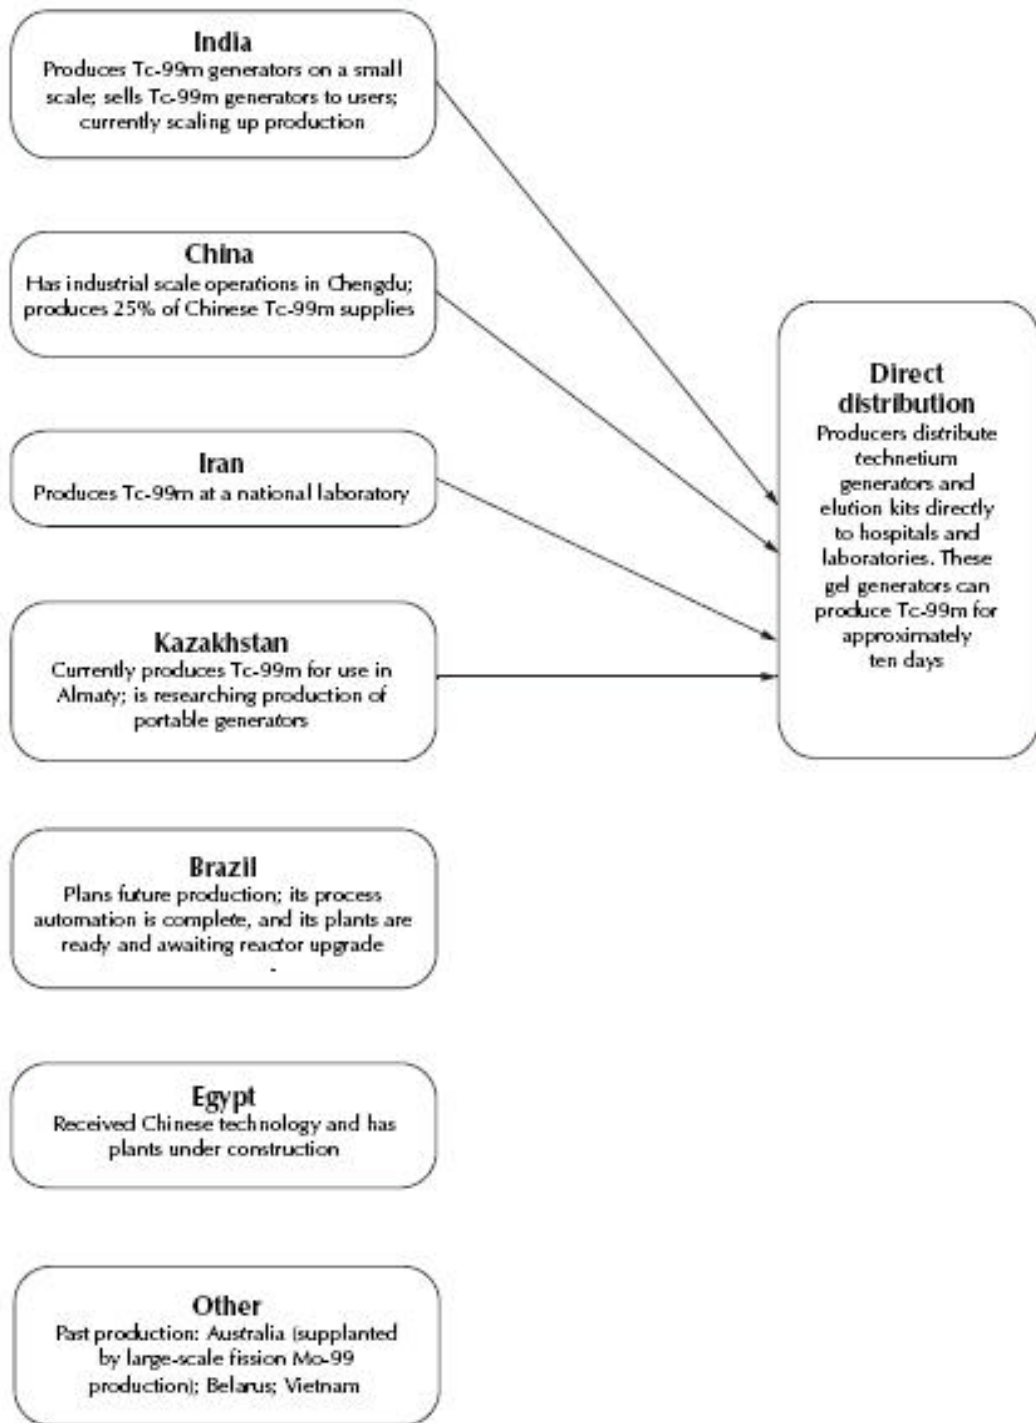 India
Produces Tc-99m generators on a small
scale; sells Tc-99m generators to users;
currently scaling up production
China
Has industrial scale operations in Chengdu;
produces 25% of Chinese Tc-99m supplies
Iran
Produces Tc-99m at a national laboratory
Kazakhstan
Currently produces Tc-99m for use in
Almaty; is researching production of
portable generators
Brazil
Plans future production; its process
automation is complete, and its plants are
ready and awaiting reactor upgrade
Egypt
Received Chinese technology and has
plants under construction
Other
Past production: Australia (supplanted
by large-scale fission Mo-99
production); Belarus; Vietnam
Direct
distribution
Producers distribute
technetium
generators and
elution kits directly
to hospitals and
laboratories. These
gel generators can
produce Tc-99m for
approximately
ten days